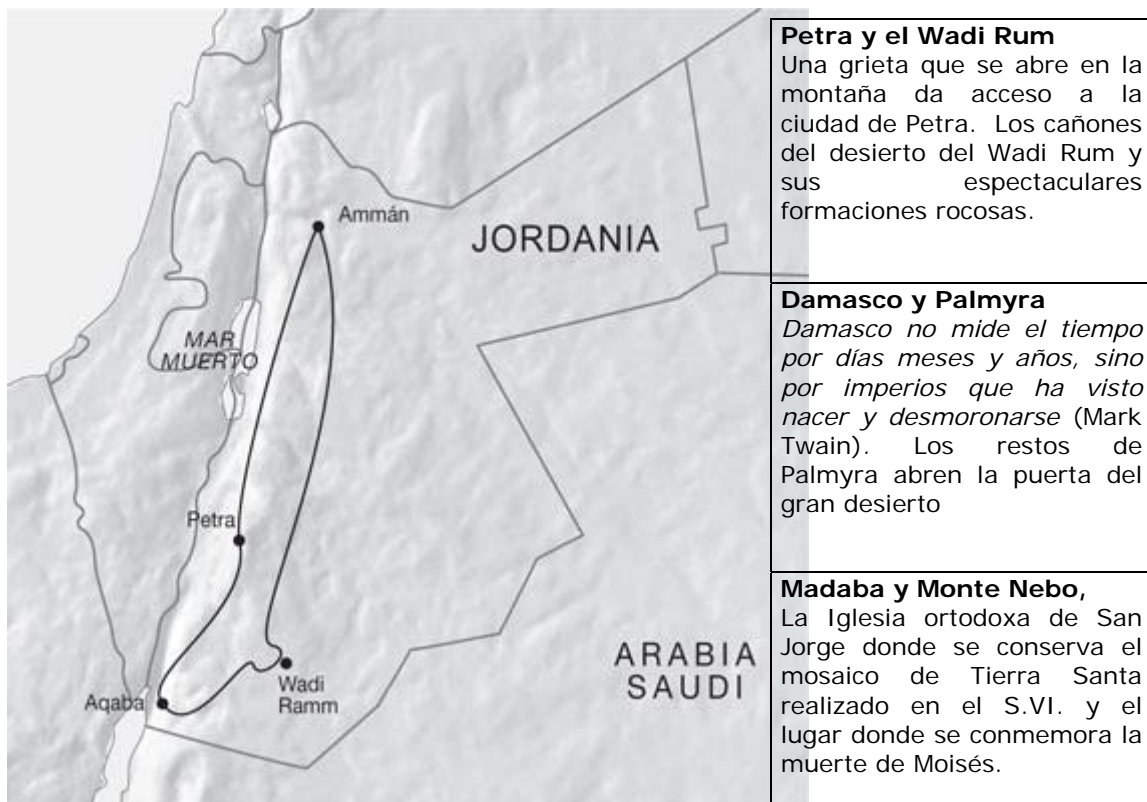 Ammán
JORDANIA
MAR
MUERTO
Petra
ARABIA
SAUDI
Wadi
Ramm
Aqaba
Petra y el Wadi Rum
Una grieta que se abre en la
montaña da acceso a la
ciudad de Petra. Los cañones
del desierto del Wadi Rum y
sus espectaculares
formaciones rocosas.
Damasco y Palmyra
Damasco no mide el tiempo
por días meses y años, sino
por imperios que ha visto
nacer y desmoronarse (Mark
Twain). Los restos de
Palmyra abren la puerta del
gran desierto
Madaba y Monte Nebo,
La Iglesia ortodoxa de San
Jorge donde se conserva el
mosaico de Tierra Santa
realizado en el S.VI. y el
lugar donde se conmemora la
muerte de Moisés.